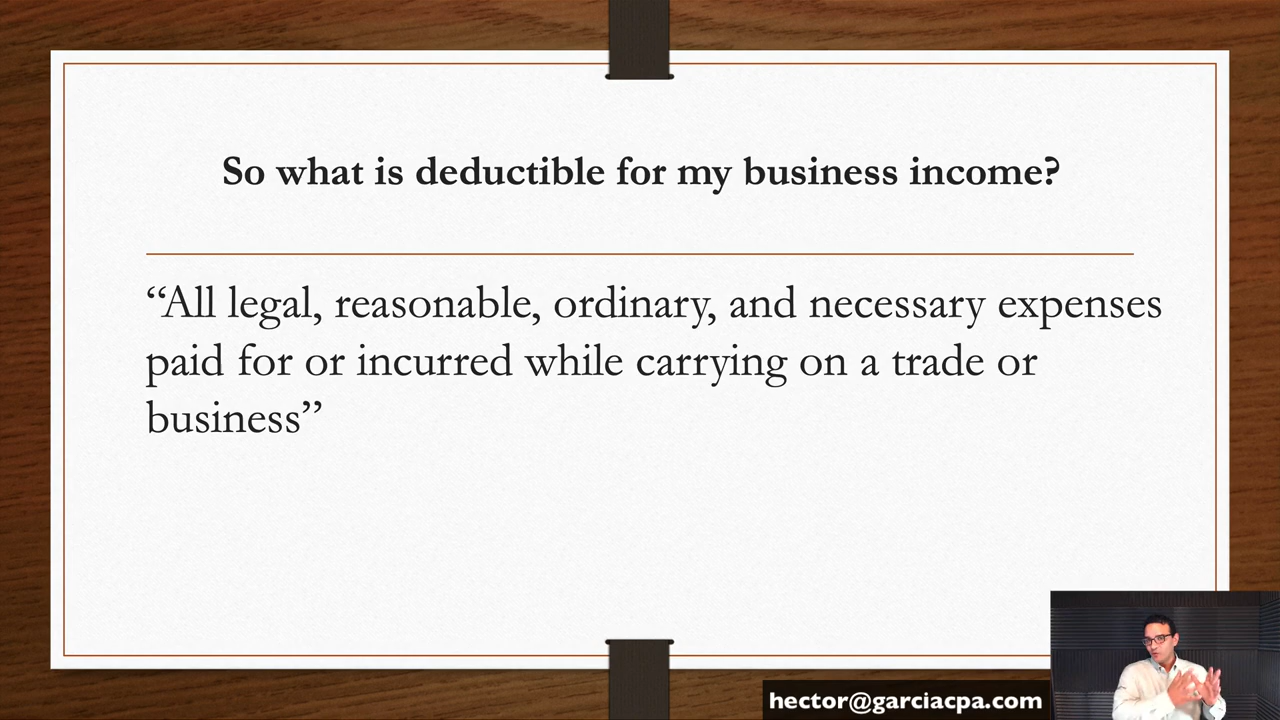 So what is deductible for my business income?
“All legal, reasonable, ordinary, and necessary expenses
paid for or incurred while carrying on a trade or
business”
hector@garciacpa.com